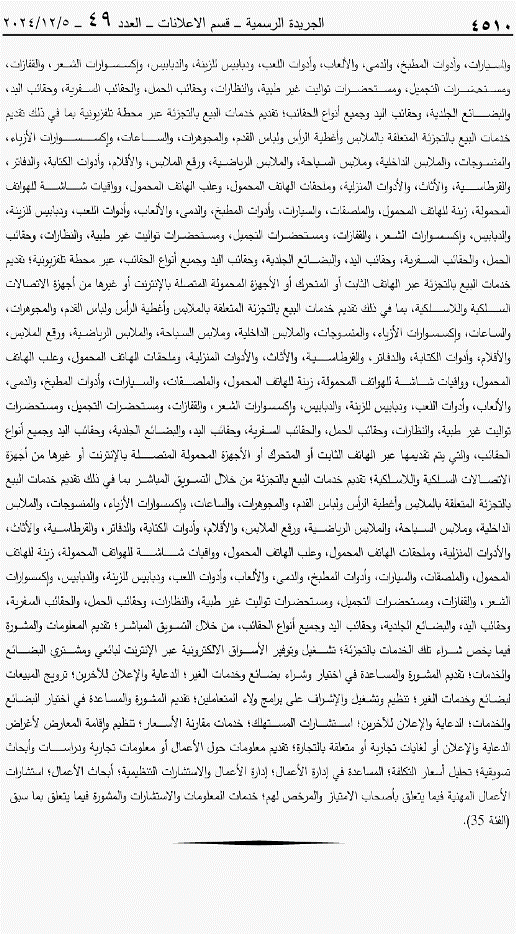 ٤٥١٠ الجريدة الرسمية – قسم الاعلانات – العدد ٤٩ – ٢٠٢٤/١٢/٥
والسيارات، وأدوات المطبخ، والدمى، والألعاب، وأدوات اللعب، ودبابيس للزينة، والدبابيس، وإكسسوارات الشعر، والقفازات،
ومستحضرات التجميل، ومستحضرات تواليت غير طبية، والنظارات، وحقائب الحمل، والحقائب السفرية، وحقائب اليد،
والبضائع الجلدية، وحقائب اليد وجميع أنواع الحقائب؛ تقديم خدمات البيع بالتجزئة عبر محطة تلفزيونية بما في ذلك تقديم
خدمات البيع بالتجزئة المتعلقة بالملابس وأغطية الرأس ولباس القدم، والمجوهرات، والساعات، وإكسسوارات الأزياء،
والمنسوجات، والملابس الداخلية، وملابس السباحة، والملابس الرياضية، ورقع الملابس، والأقلام، وأدوات الكتابة، والدفاتر،
والقرطاسية، والأثاث، والأدوات المنزلية، وملحقات الهاتف المحمول، وعلب الهاتف المحمول، وواقيات شاشة للهواتف
المحمولة، زينة للهاتف المحمول، والملصقات، والسيارات، وأدوات المطبخ، والدمى، والألعاب، وأدوات اللعب، ودبابيس للزينة،
والدبابيس، وإكسسوارات الشعر، والقفازات، ومستحضرات التجميل، ومستحضرات تواليت غير طبية، والنظارات، وحقائب
الحمل، والحقائب السفرية، وحقائب اليد، والبضائع الجلدية، وحقائب اليد وجميع أنواع الحقائب، عبر محطة تلفزيونية؛ تقديم
خدمات البيع بالتجزئة عبر الهاتف الثابت أو المتحرك أو الأجهزة المحمولة المتصلة بالإنترنت أو غيرها من أجهزة الاتصالات
السلكية واللاسلكية، بما في ذلك تقديم خدمات البيع بالتجزئة المتعلقة بالملابس وأغطية الرأس ولباس القدم، والمجوهرات،
والساعات، وإكسسوارات الأزياء، والمنسوجات، والملابس الداخلية، وملابس السباحة، والملابس الرياضية، ورقع الملابس،
والأقلام، وأدوات الكتابة، والدفاتر، والقرطاسية، والأثاث، والأدوات المنزلية، وملحقات الهاتف المحمول، وعلب الهاتف
المحمول، وواقيات شاشة للهواتف المحمولة، زينة للهاتف المحمول، والملصقات، والسيارات، وأدوات المطبخ، والدمى،
والألعاب، وأدوات اللعب، ودبابيس للزينة، والدبابيس، وإكسسوارات الشعر، والقفازات، ومستحضرات التجميل، ومستحضرات
تواليت غير طبية، والنظارات، وحقائب الحمل، والحقائب السفرية، وحقائب اليد، والبضائع الجلدية، وحقائب اليد وجميع أنواع
الحقائب، والتي يتم تقديمها عبر الهاتف الثابت أو المتحرك أو الأجهزة المحمولة المتصلة بالإنترنت أو غيرها من أجهزة
الاتصالات السلكية واللاسلكية؛ تقديم خدمات البيع بالتجزئة من خلال التسويق المباشر بما في ذلك تقديم خدمات البيع
بالتجزئة المتعلقة بالملابس وأغطية الرأس ولباس القدم، والمجوهرات، والساعات، وإكسسوارات الأزياء، والمنسوجات، والملابس
الداخلية، وملابس السباحة، والملابس الرياضية، ورقع الملابس، والأقلام، وأدوات الكتابة، والدفاتر، والقرطاسية، والأثاث،
والأدوات المنزلية، وملحقات الهاتف المحمول، وعلب الهاتف المحمول، وواقيات شاشة للهواتف المحمولة، زينة للهاتف
المحمول، والملصقات، والسيارات، وأدوات المطبخ، والدمى، والألعاب، وأدوات اللعب، ودبابيس للزينة، والدبابيس، وإكسسوارات
الشعر، والقفازات، ومستحضرات التجميل، ومستحضرات تواليت غير طبية، والنظارات، وحقائب الحمل، والحقائب السفرية،
وحقائب اليد، والبضائع الجلدية، وحقائب اليد وجميع أنواع الحقائب، من خلال التسويق المباشر؛ تقديم المعلومات والمشورة
فيما يخص شراء تلك الخدمات بالتجزئة؛ تشغيل وتوفير الأسواق الالكترونية عبر الإنترنت لبائعي ومشتري البضائع
والخدمات؛ تقديم المشورة والمساعدة في اختيار وشراء بضائع وخدمات الغير؛ الدعاية والإعلان للآخرين؛ ترويج المبيعات
لبضائع وخدمات الغير؛ تنظيم وتشغيل والإشراف على برامج ولاء المتعاملين؛ تقديم المشورة والمساعدة في اختيار البضائع
والخدمات؛ الدعاية والإعلان للآخرين؛ استشارات المستهلك؛ خدمات مقارنة الأسعار؛ تنظيم وإقامة المعارض لأغراض
الدعاية والإعلان أو لغايات تجارية أو متعلقة بالتجارة؛ تقديم معلومات حول الأعمال أو معلومات تجارية ودراسات وأبحاث
تسويقية؛ تحليل أسعار التكلفة؛ المساعدة في إدارة الأعمال؛ إدارة الأعمال والاستشارات التنظيمية؛ أبحاث الأعمال؛ استشارات
الأعمال المهنية فيما يتعلق بأصحاب الامتياز والمرخص لهم؛ خدمات المعلومات والاستشارات والمشورة فيما يتعلق بما سبق
(الفئة 35).